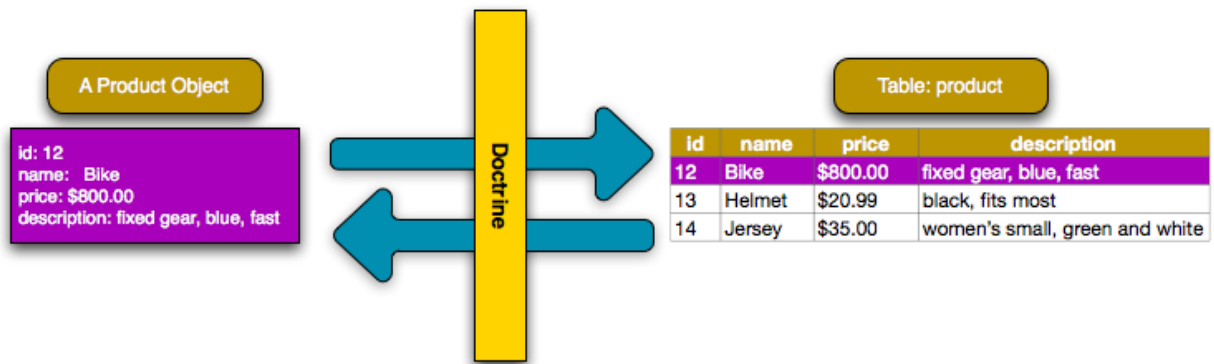 A Product Object
id: 12
name: Bike
price: $800.00
description: fixed gear, blue, fast
Doctrine
Table: product
id name price description
12 Bike $800.00 fixed gear, blue, fast
13 Helmet $20.99 black, fits most
14 Jersey $35.00 women's small, green and white